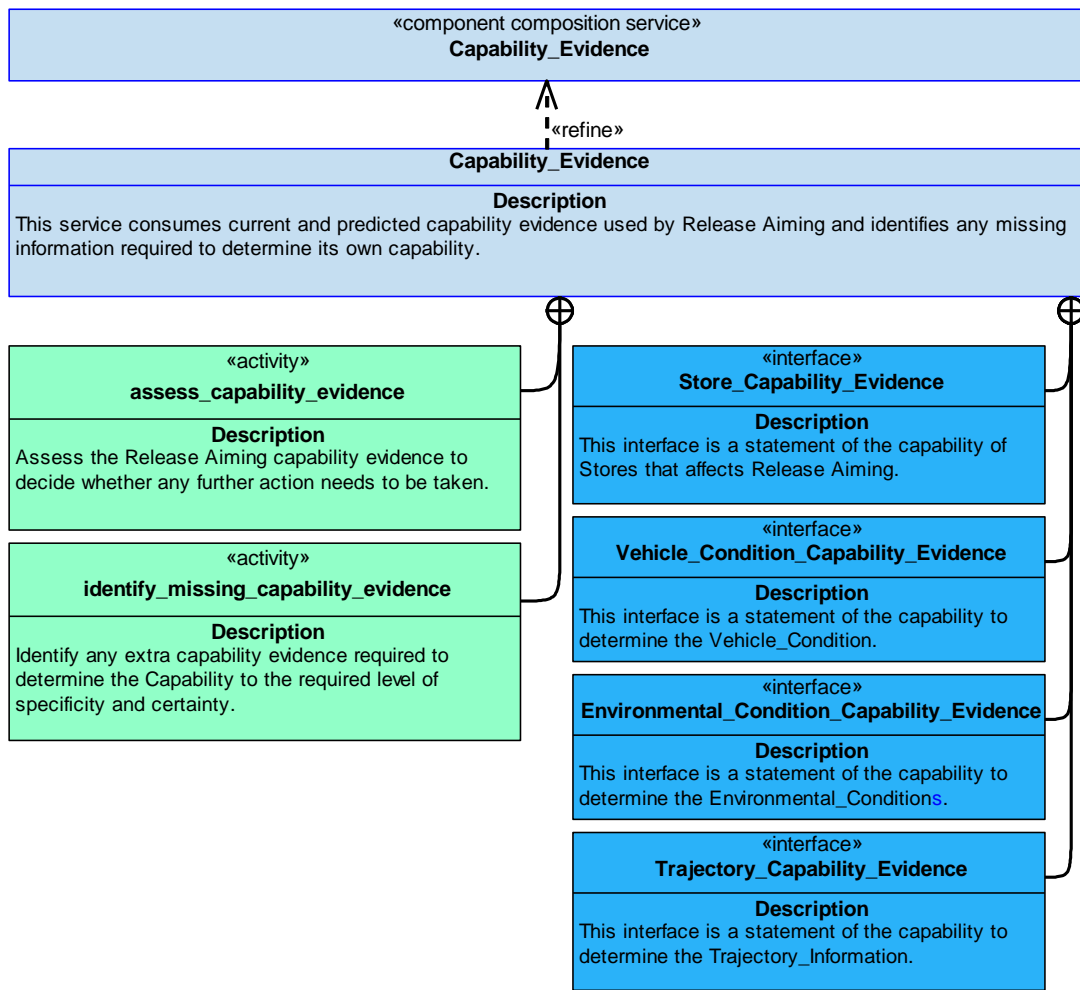 «component composition service»
Capability_Evidence
«refine»
Capability_Evidence
Description
This service consumes current and predicted capability evidence used by Release Aiming and identifies any missing
information required to determine its own capability.
«activity»
assess_capability_evidence
Description
Assess the Release Aiming capability evidence to
decide whether any further action needs to be taken.
«activity»
identify_missing_capability_evidence
Description
Identify any extra capability evidence required to
determine the Capability to the required level of
specificity and certainty.
«interface»
Store_Capability_Evidence
Description
This interface is a statement of the capability of
Stores that affects Release Aiming.
«interface»
Vehicle_Condition_Capability_Evidence
Description
This interface is a statement of the capability to
determine the Vehicle_Condition.
«interface»
Environmental_Condition_Capability_Evidence
Description
This interface is a statement of the capability to
determine the Environmental_Conditions.
«interface»
Trajectory_Capability_Evidence
Description
This interface is a statement of the capability to
determine the Trajectory_Information.